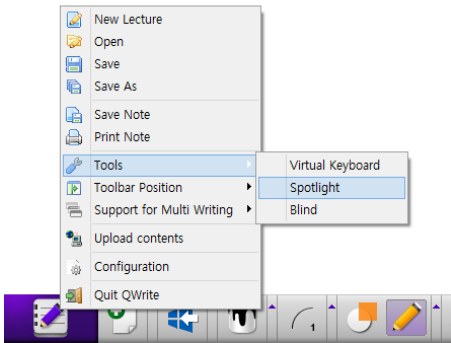 New Lecture
Open
Save
Save As
Save Note
Print Note
Tools
Toolbar Position
Support for Multi Writing
Upload contents
Configuration
Quit QWrite
Virtual Keyboard
Spotlight
Blind
1